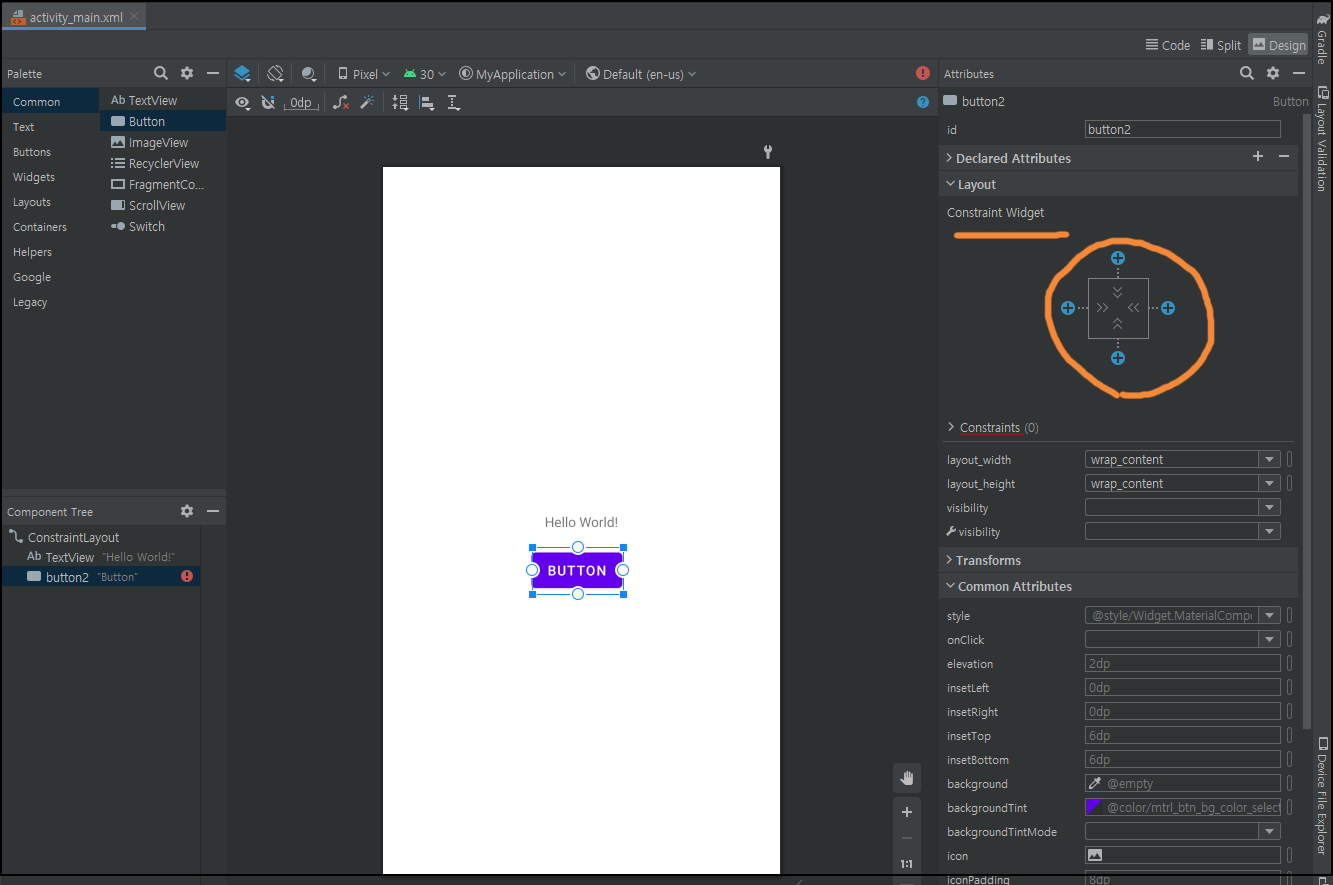 activity_main.xml
Code Split Design
Palette
Pixel 30 MyApplication Default (en-us)
Attributes
Common
Text
Buttons
Widgets
Layouts
Containers
Helpers
Google
Legacy
Ab TextView
Button
ImageView
RecyclerView
FragmentCo...
ScrollView
Switch
0dp
button2 Button
id button2
Declared Attributes
Layout
Constraint Widget
Constraints (0)
layout_width wrap_content
layout_height wrap_content
visibility
visibility
Transforms
Common Attributes
style @style/Widget.MaterialCompo
onClick
elevation 2dp
insetLeft 0dp
insetRight 0dp
insetTop 6dp
insetBottom 6dp
background @empty
backgroundTint @color/mtrl_btn_bg_color_select
backgroundTintMode
icon
iconPadding 8dp
Component Tree
ConstraintLayout
Ab TextView "Hello World!"
button2 "Button"
Hello World!
BUTTON
1:1
Gradle
Layout Validation
Device File Explorer